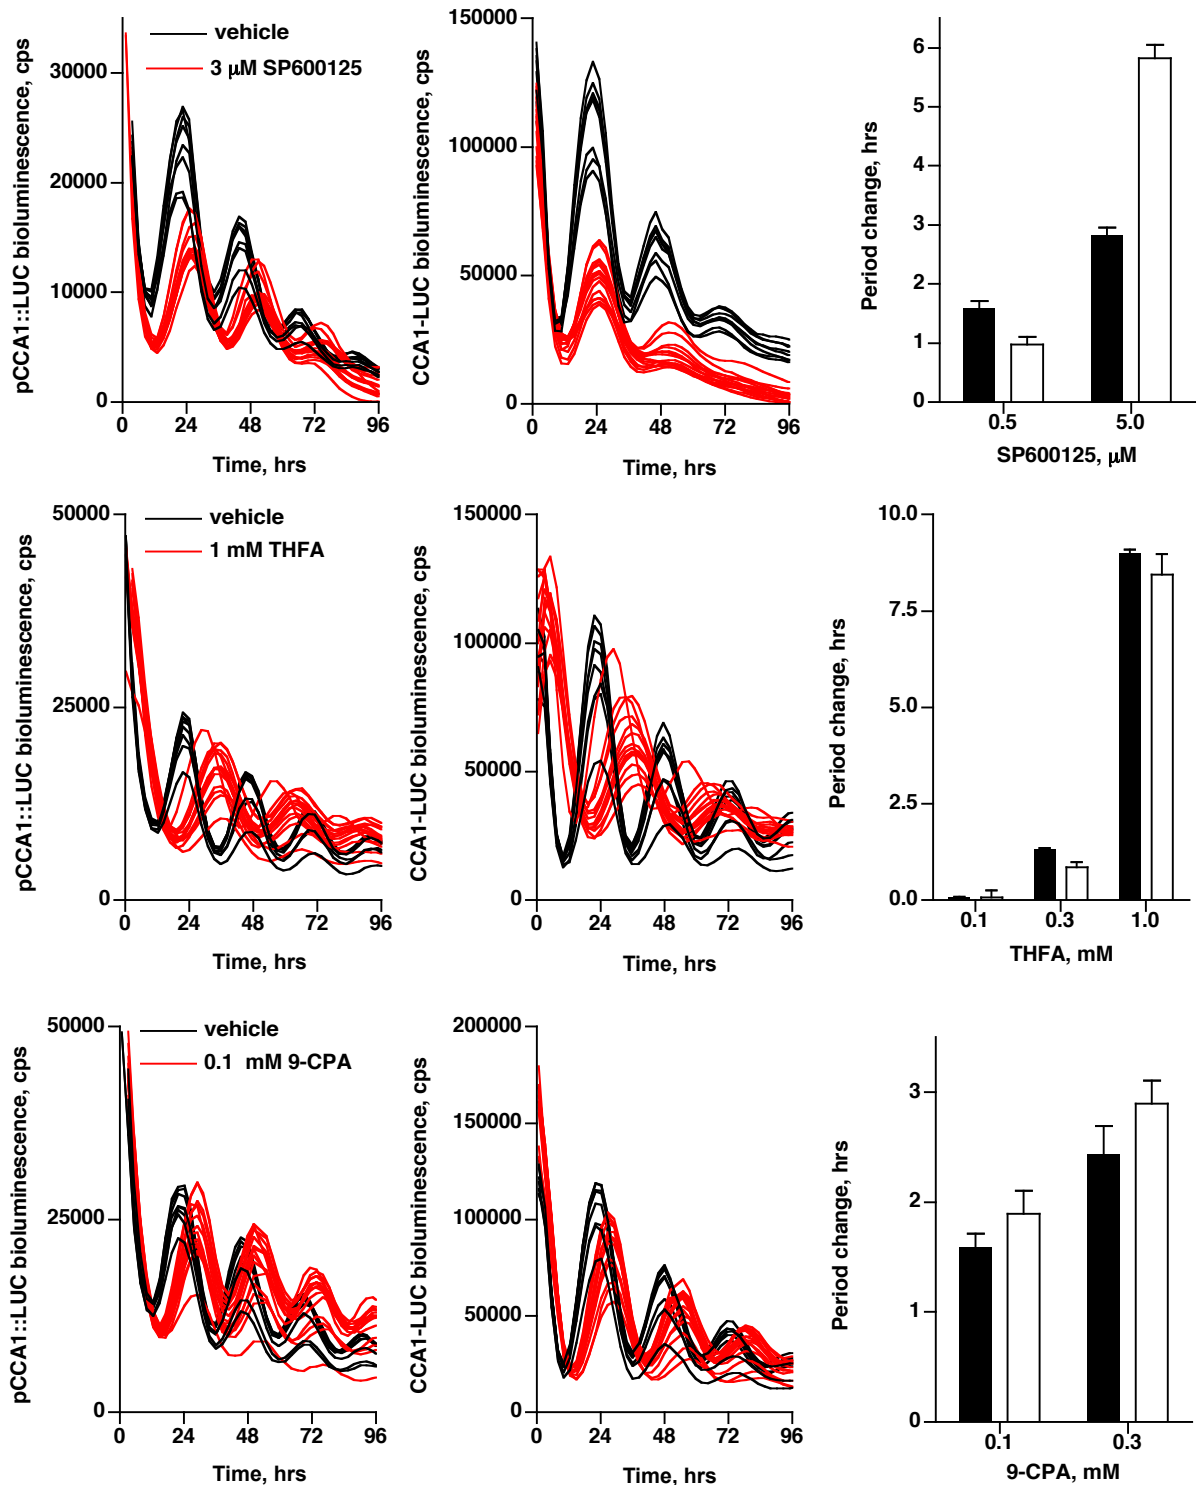 pCCA1::LUC bioluminescence, cps
30000
20000
10000
0
vehicle
3 μM SP600125
0 24 48 72 96
Time, hrs
CCA1-LUC bioluminescence, cps
150000
100000
50000
0
0 24 48 72 96
Time, hrs
Period change, hrs
6
5
4
3
2
1
0
0.5 5.0
SP600125, μM
pCCA1::LUC bioluminescence, cps
50000
25000
0
vehicle
1 mM THFA
0 24 48 72 96
Time, hrs
CCA1-LUC bioluminescence, cps
150000
100000
50000
0
0 24 48 72 96
Time, hrs
Period change, hrs
10.0
7.5
5.0
2.5
0.0
0.1 0.3 1.0
THFA, mM
pCCA1::LUC bioluminescence, cps
50000
25000
0
vehicle
0.1 mM 9-CPA
0 24 48 72 96
Time, hrs
CCA1-LUC bioluminescence, cps
200000
150000
100000
50000
0
0 24 48 72 96
Time, hrs
Period change, hrs
3
2
1
0
0.1 0.3
9-CPA, mM